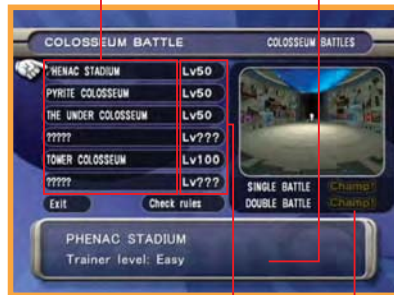 COLOSSEUM BATTLE
COLOSSEUM BATTLES
PHENAC STADIUM Lv50
PYRITE COLOSSEUM Lv50
THE UNDER COLOSSEUM Lv50
????? Lv???
TOWER COLOSSEUM Lv100
????? Lv???
Exit
Check rules
SINGLE BATTLE Champ!
DOUBLE BATTLE Champ!
PHENAC STADIUM
Trainer level: Easy